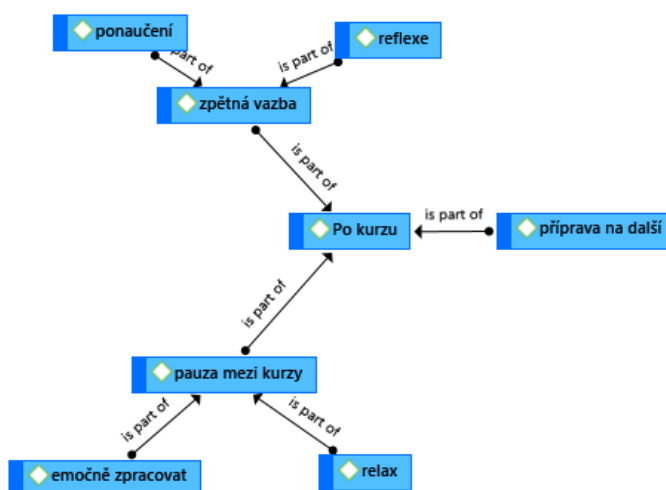 ponaučení
reflexe
is part of
is part of
zpětná vazba
is part of
Po kurzu
is part of
příprava na další
is part of
pauza mezi kurzy
is part of
is part of
emočně zpracovat
relax